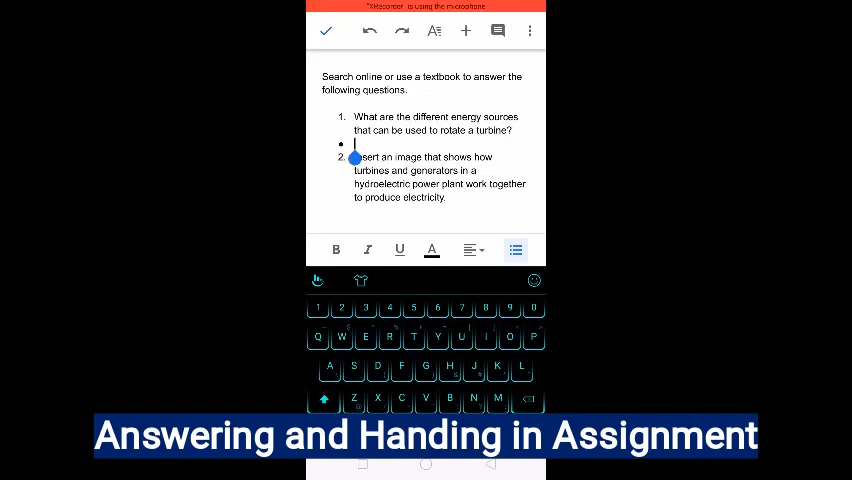 "XRecorder" is using the microphone
Search online or use a textbook to answer the
following questions.
1. What are the different energy sources
that can be used to rotate a turbine?
●
2. nsert an image that shows how
turbines and generators in a
hydroelectric power plant work together
to produce electricity.
B I U A
1 2 3 4 5 6 7 8 9 0
Q W E R T Y U I O P
A S D F G H J K L
Z X C V B N M
Answering and Handing in Assignment